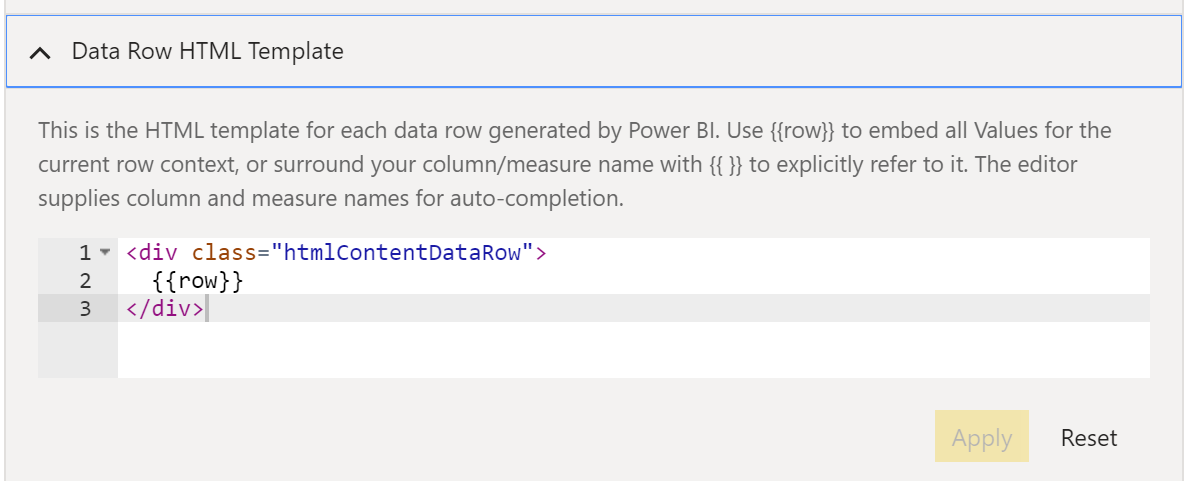 Data Row HTML Template
This is the HTML template for each data row generated by Power BI. Use {{row}} to embed all Values for the
current row context, or surround your column/measure name with {{ }} to explicitly refer to it. The editor
supplies column and measure names for auto-completion.
1 <div class="htmlContentDataRow">
2   {{row}}
3 </div>
Apply Reset